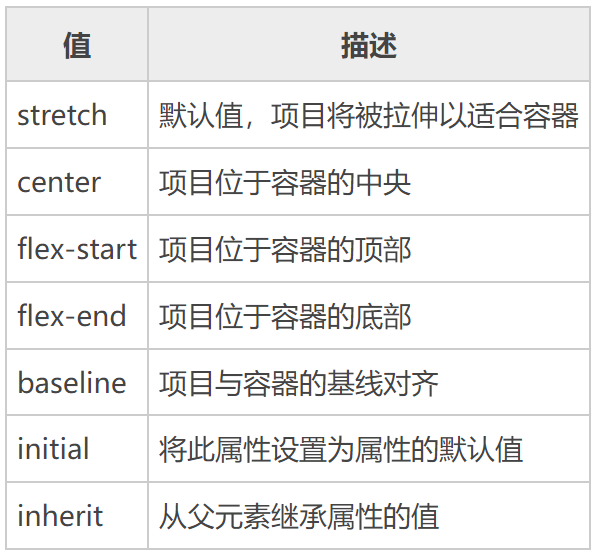 值 描述
stretch 默认值，项目将被拉伸以适合容器
center 项目位于容器的中央
flex-start 项目位于容器的顶部
flex-end 项目位于容器的底部
baseline 项目与容器的基线对齐
initial 将此属性设置为属性的默认值
inherit 从父元素继承属性的值